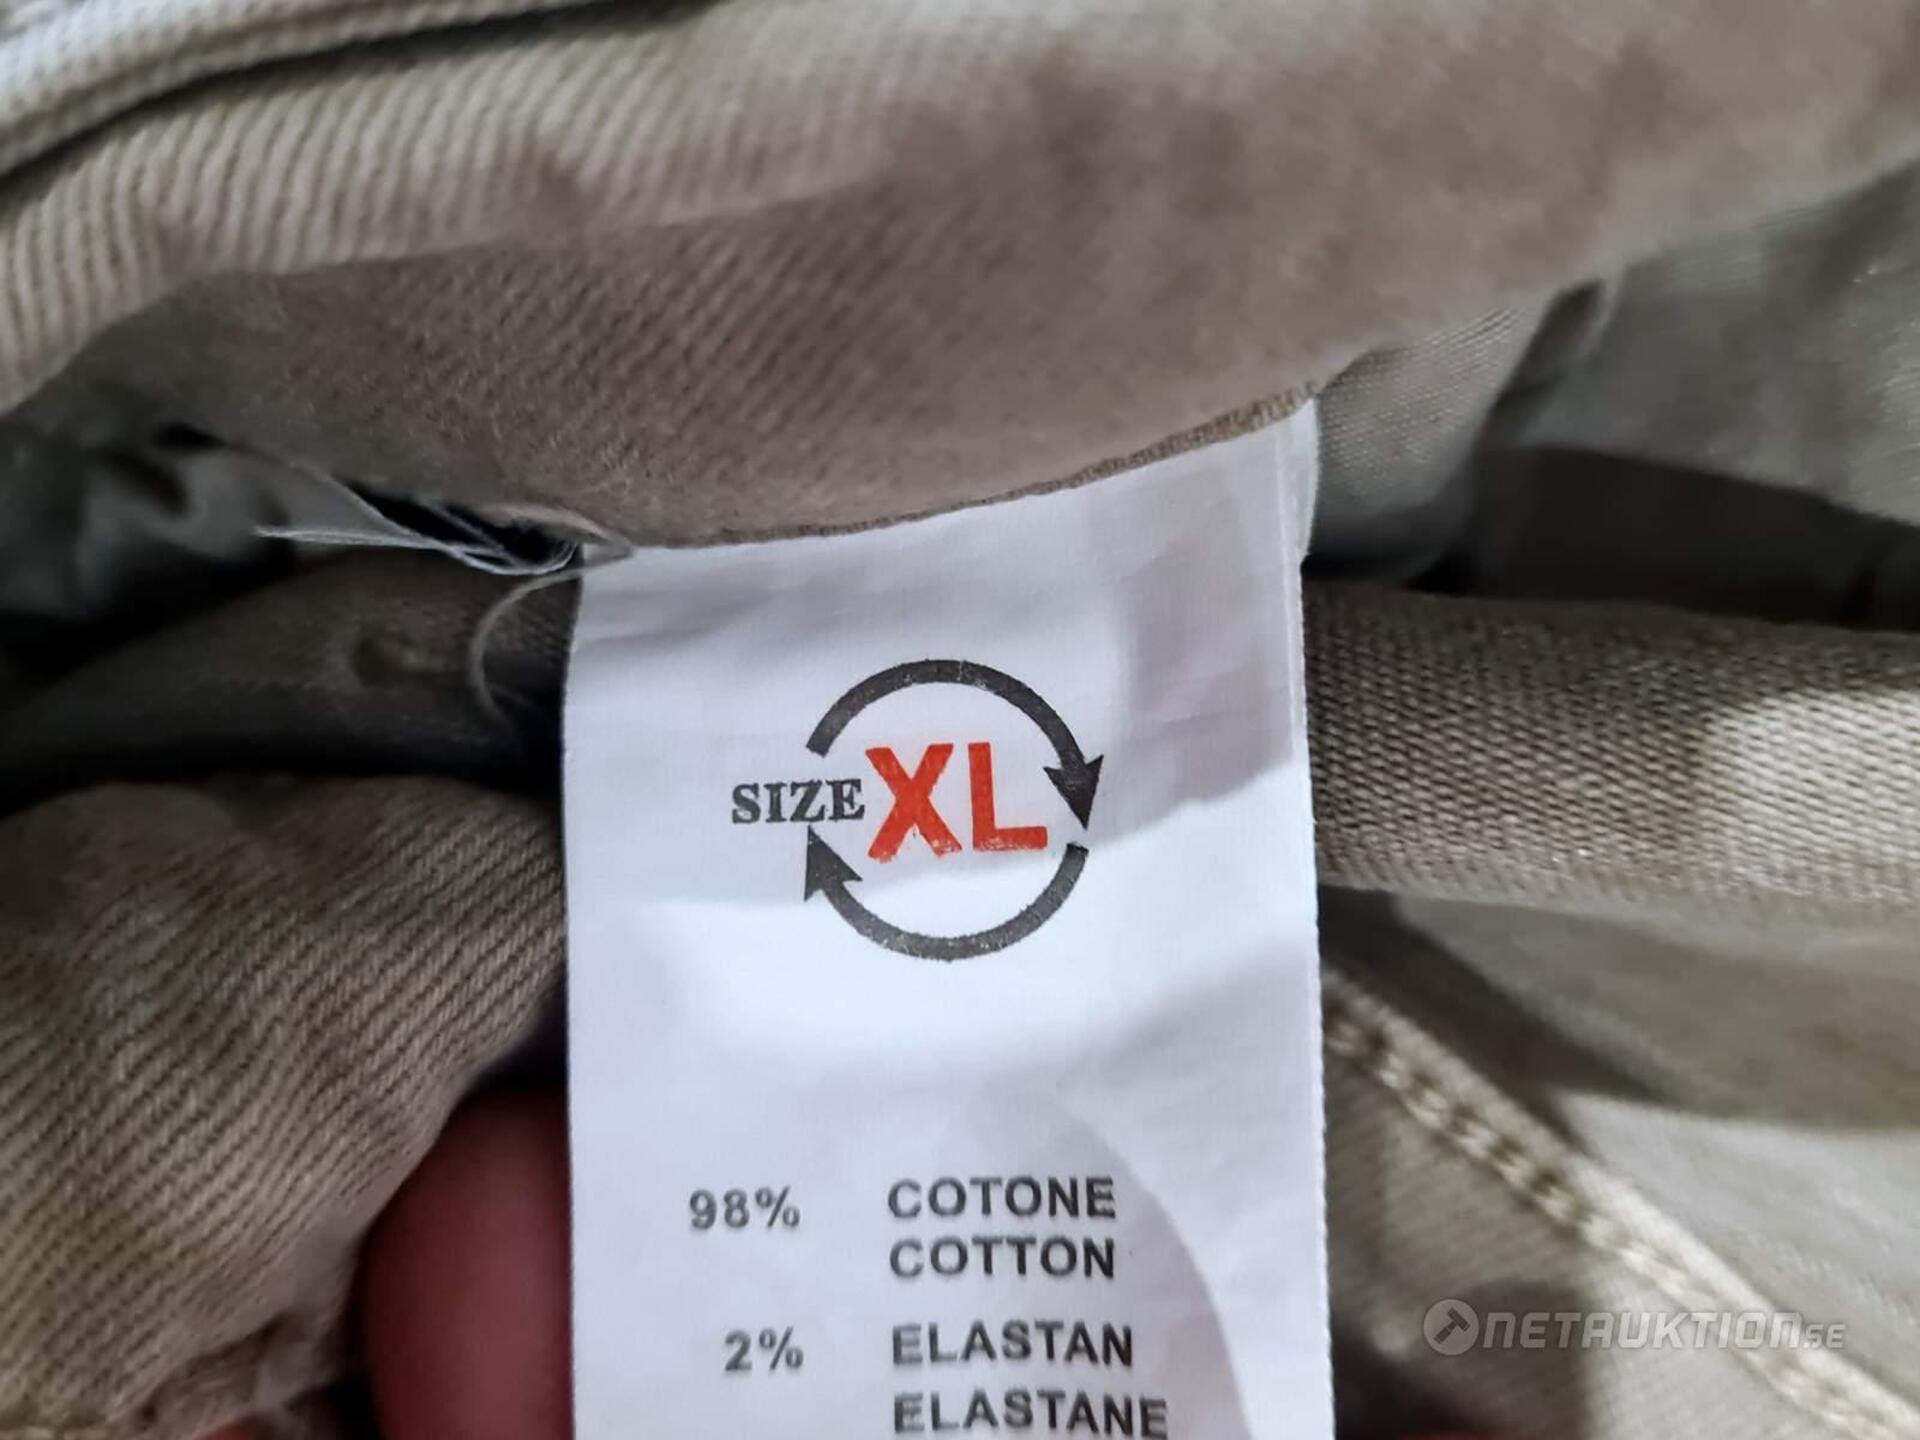 SIZE XL
98% COTONE
COTTON
2% ELASTAN
ELASTANE
NETAUKTION.SE